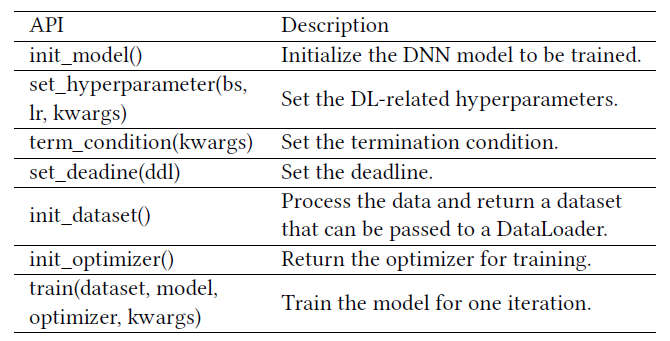 API Description
init_model() Initialize the DNN model to be trained.
set_hyperparameter(bs,
lr, kwargs) Set the DL-related hyperparameters.
term_condition(kwargs) Set the termination condition.
set_deadine(ddl) Set the deadline.
init_dataset() Process the data and return a dataset
that can be passed to a DataLoader.
init_optimizer() Return the optimizer for training.
train(dataset, model,
optimizer, kwargs) Train the model for one iteration.